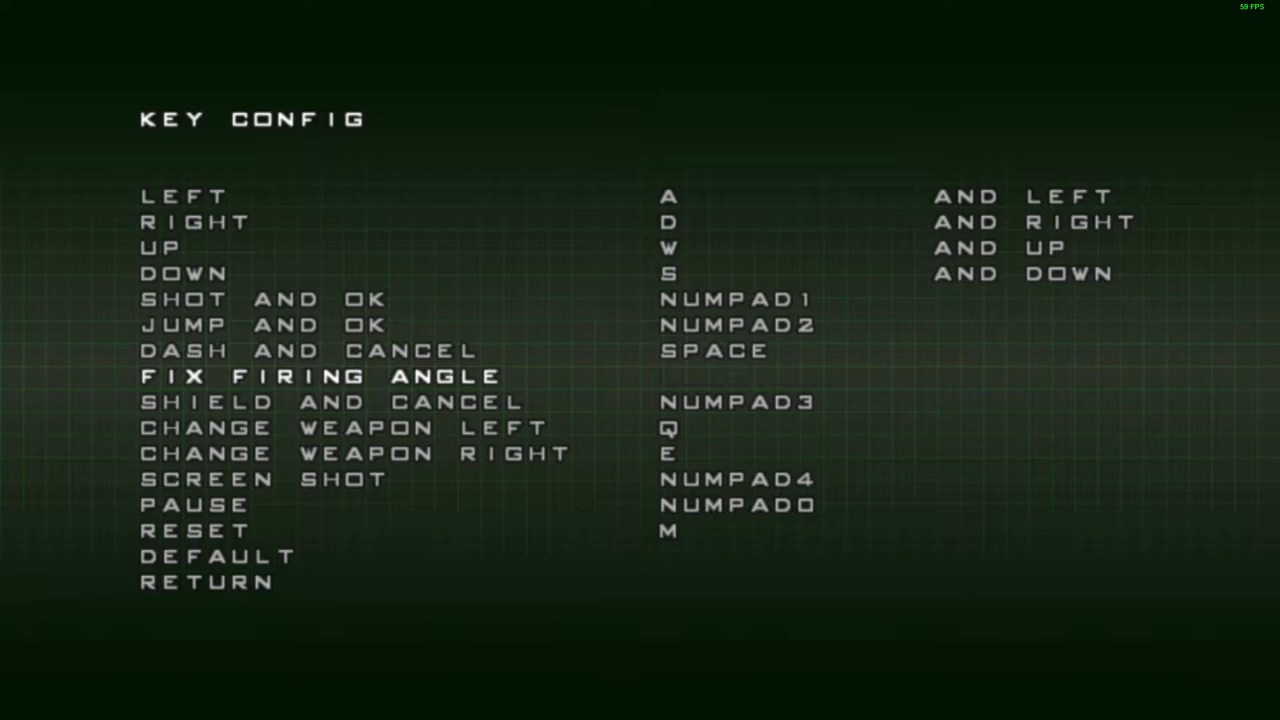 59 FPS
KEY CONFIG
LEFT A AND LEFT
RIGHT D AND RIGHT
UP W AND UP
DOWN S AND DOWN
SHOT AND OK NUMPAD1
JUMP AND OK NUMPAD2
DASH AND CANCEL SPACE
FIX FIRING ANGLE
SHIELD AND CANCEL NUMPAD3
CHANGE WEAPON LEFT Q
CHANGE WEAPON RIGHT E
SCREEN SHOT NUMPAD4
PAUSE NUMPAD0
RESET M
DEFAULT
RETURN